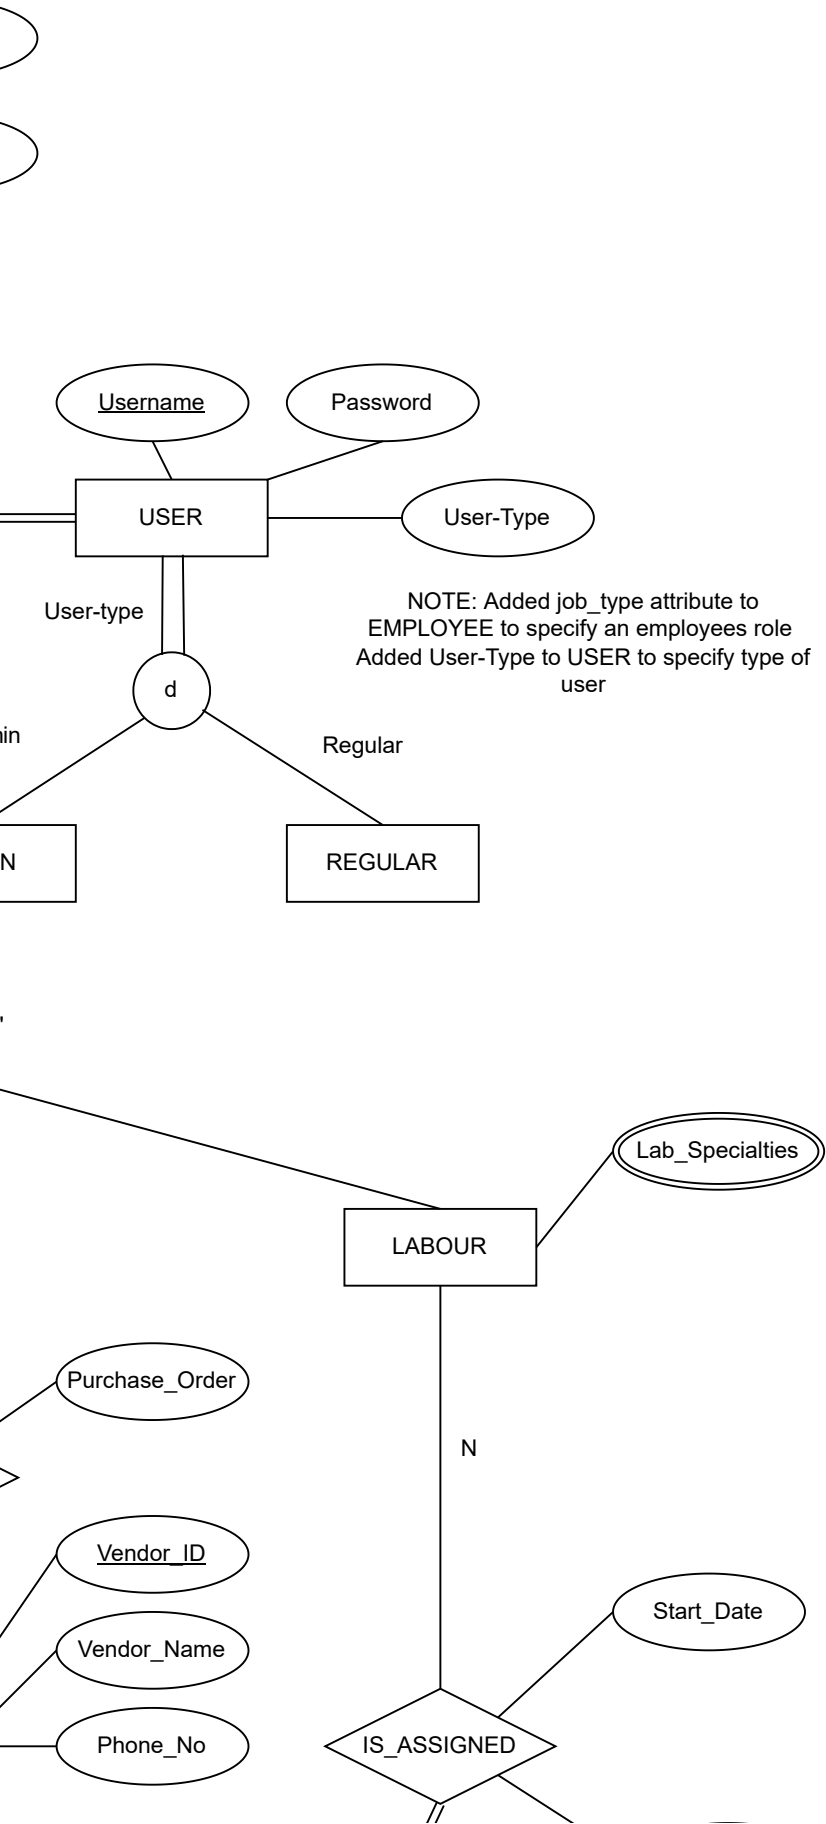 Username
Password
USER
User-Type
User-type
NOTE: Added job_type attribute to
EMPLOYEE to specify an employees role
Added User-Type to USER to specify type of
user
d
Regular
N
REGULAR
Lab_Specialties
LABOUR
Purchase_Order
N
Vendor_ID
Start_Date
Vendor_Name
Phone_No
IS_ASSIGNED